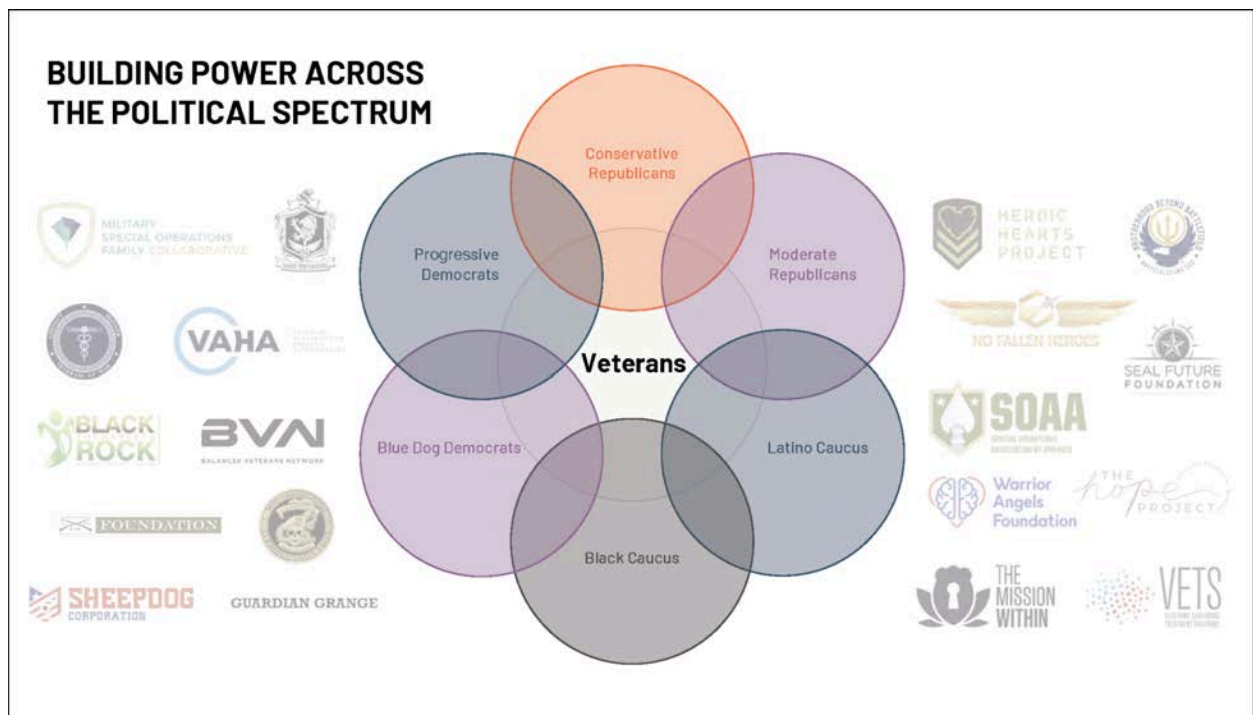 BUILDING POWER ACROSS
THE POLITICAL SPECTRUM
Conservative
Republicans
Progressive
Democrats
Moderate
Republicans
Veterans
Blue Dog Democrats
Latino Caucus
Black Caucus
MILITARY
SPECIAL OPERATIONS
FAMILY COLLABORATIVE
VAHA
BLACK
ROCK
BVN
BALANCED VETERANS NETWORK
FOUNDATION
SHEEPDOG
CORPORATION
GUARDIAN GRANGE
HEROIC
HEARTS
PROJECT
NO FALLEN HEROES
SEAL FUTURE
FOUNDATION
SOAA
Warrior
Angels
Foundation
THE
hope
PROJECT
THE
MISSION
WITHIN
VETS